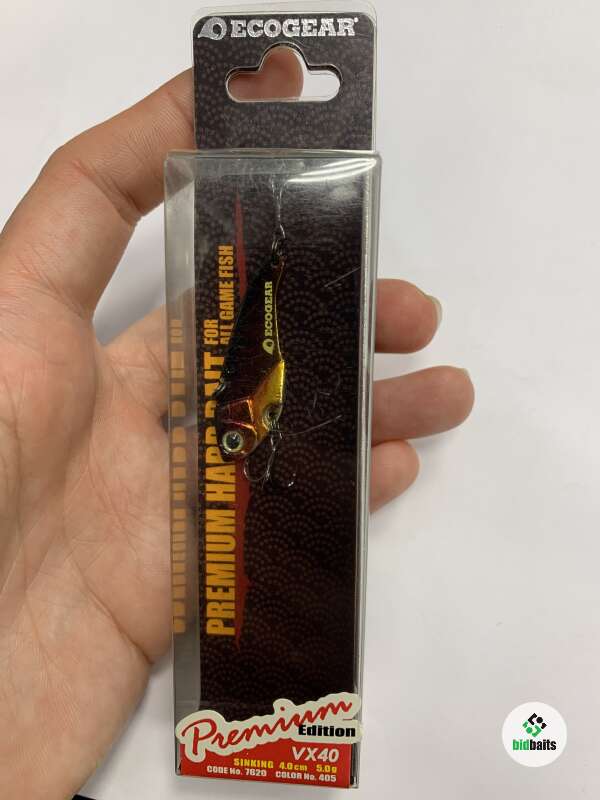 ECOGEAR®
ECOGEAR
PREMIUM HARD BAIT FOR
ALL GAME FISH
Premium
Edition
VX40
SINKING 4.0cm 5.0g
CODE No. 7620 COLOR No. 405
bidbaits